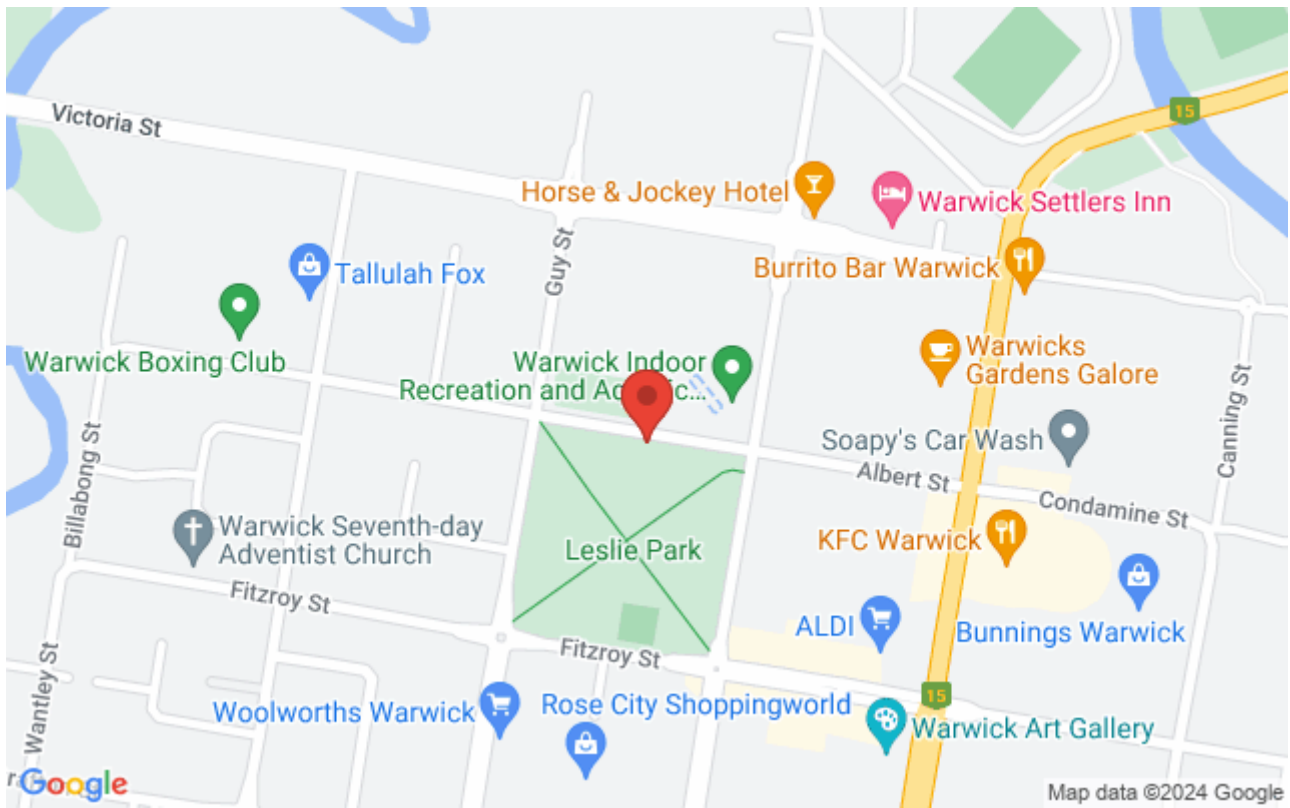 Victoria St
15
Horse & Jockey Hotel
Warwick Settlers Inn
Guy St
Tallulah Fox
Burrito Bar Warwick
Warwick Boxing Club
Warwick Indoor
Recreation and Aq
c...
Warwicks
Gardens Galore
Canning St
Soapy's Car Wash
Albert St
Condamine St
Billabong St
Warwick Seventh-day
Adventist Church
Leslie Park
KFC Warwick
Fitzroy St
ALDI
Bunnings Warwick
Fitzroy St
Wantley St
Woolworths Warwick
Rose City Shoppingworld
15
Warwick Art Gallery
Google
Map data ©2024 Google